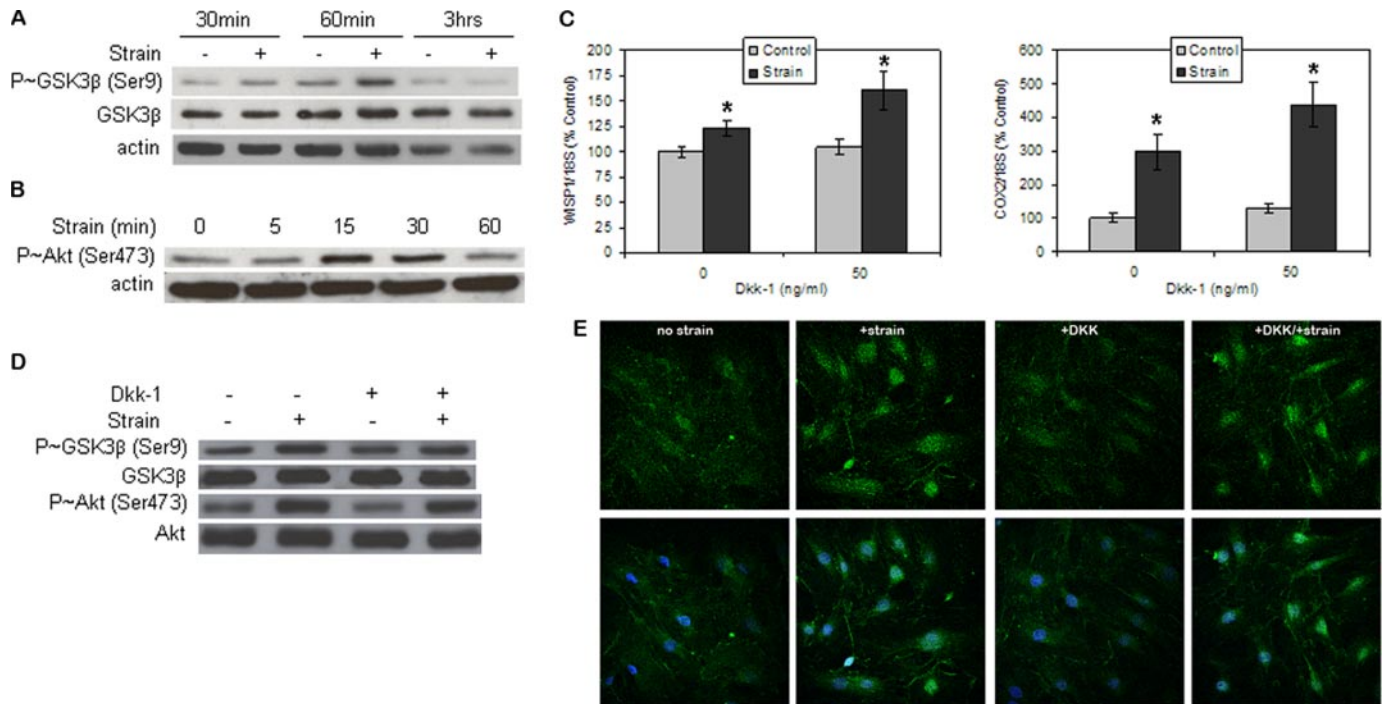 A
30min 60min 3hrs
Strain - + - + - +
P~GSK3β (Ser9)
GSK3β
actin
B
Strain (min) 0 5 15 30 60
P~Akt (Ser473)
actin
C
WISP1/18S (% Control)
200
175
150
125
100
75
50
25
0
Control
Strain
*
*
0 50
Dkk-1 (ng/ml)
COX2/18S (% Control)
600
500
400
300
200
100
0
Control
Strain
*
*
0 50
Dkk-1 (ng/ml)
D
Dkk-1 - - + +
Strain - + - +
P~GSK3β (Ser9)
GSK3β
P~Akt (Ser473)
Akt
E
no strain +strain +DKK +DKK/+strain